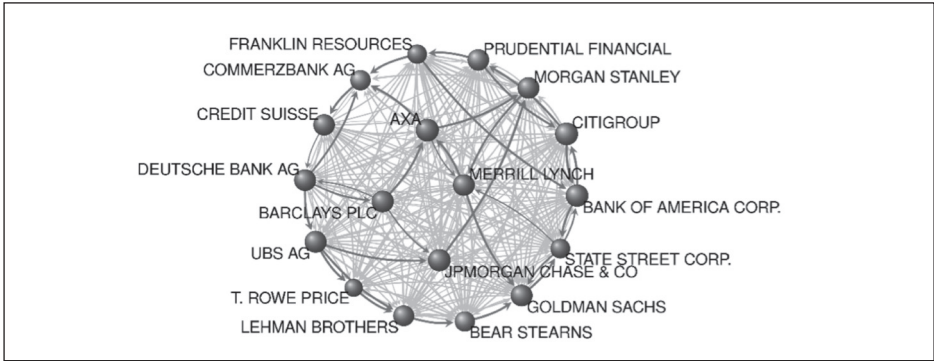 FRANKLIN RESOURCES
PRUDENTIAL FINANCIAL
COMMERZBANK AG
MORGAN STANLEY
CREDIT SUISSE
AXA
CITIGROUP
DEUTSCHE BANK AG
MERRILL LYNCH
BARCLAYS PLC
BANK OF AMERICA CORP.
UBS AG
STATE STREET CORP.
JPMORGAN CHASE & CO
T. ROWE PRICE
GOLDMAN SACHS
LEHMAN BROTHERS
BEAR STEARNS